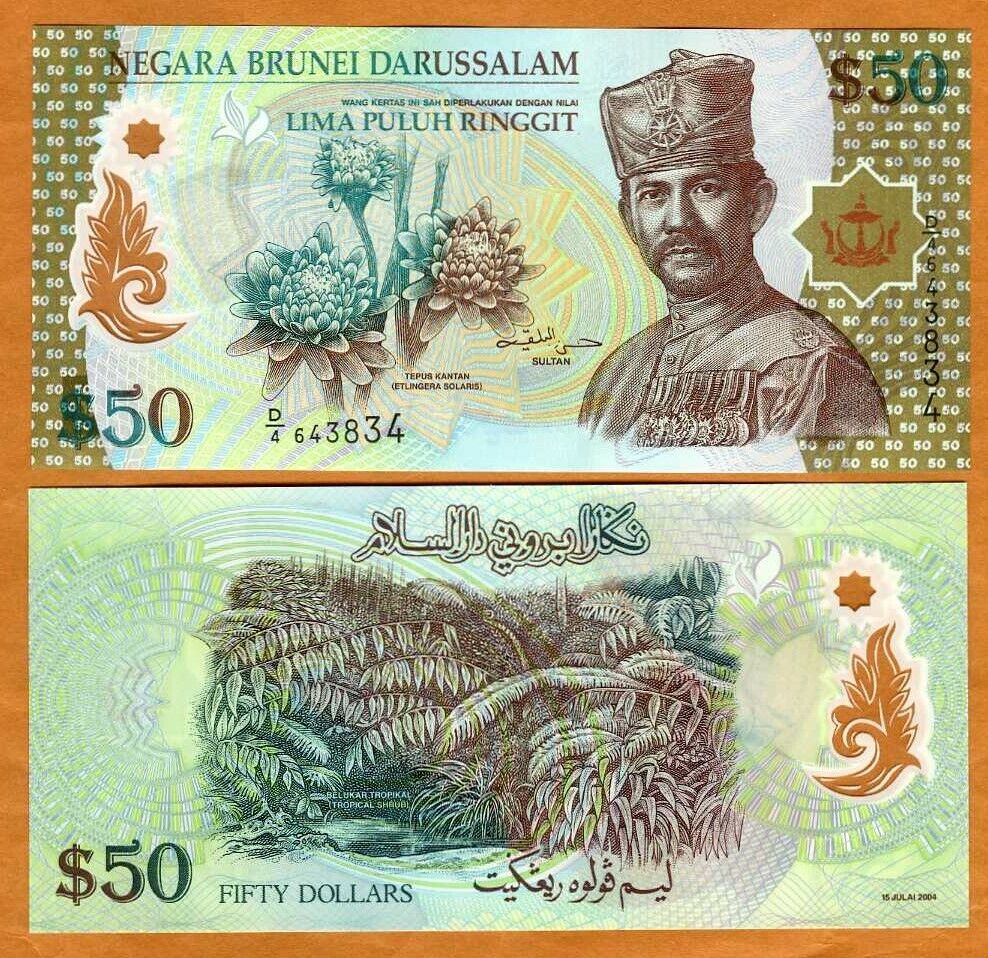 NEGARA BRUNEI DARUSSALAM
$50
WANG KERTAS INI SAH DIPERLAKUKAN DENGAN NILAI
LIMA PULUH RINGGIT
SULTAN
TEPUS KANTAN
(ETLINGERA SOLARIS)
$50
D/4 643834
D/4 643834
نڬارا بروني دارالسلام
BELUKAR TROPIKAL
(TROPICAL SHRUB)
$50
FIFTY DOLLARS
ليم ڤولوه ريڠڬيت
15 JULAI 2004